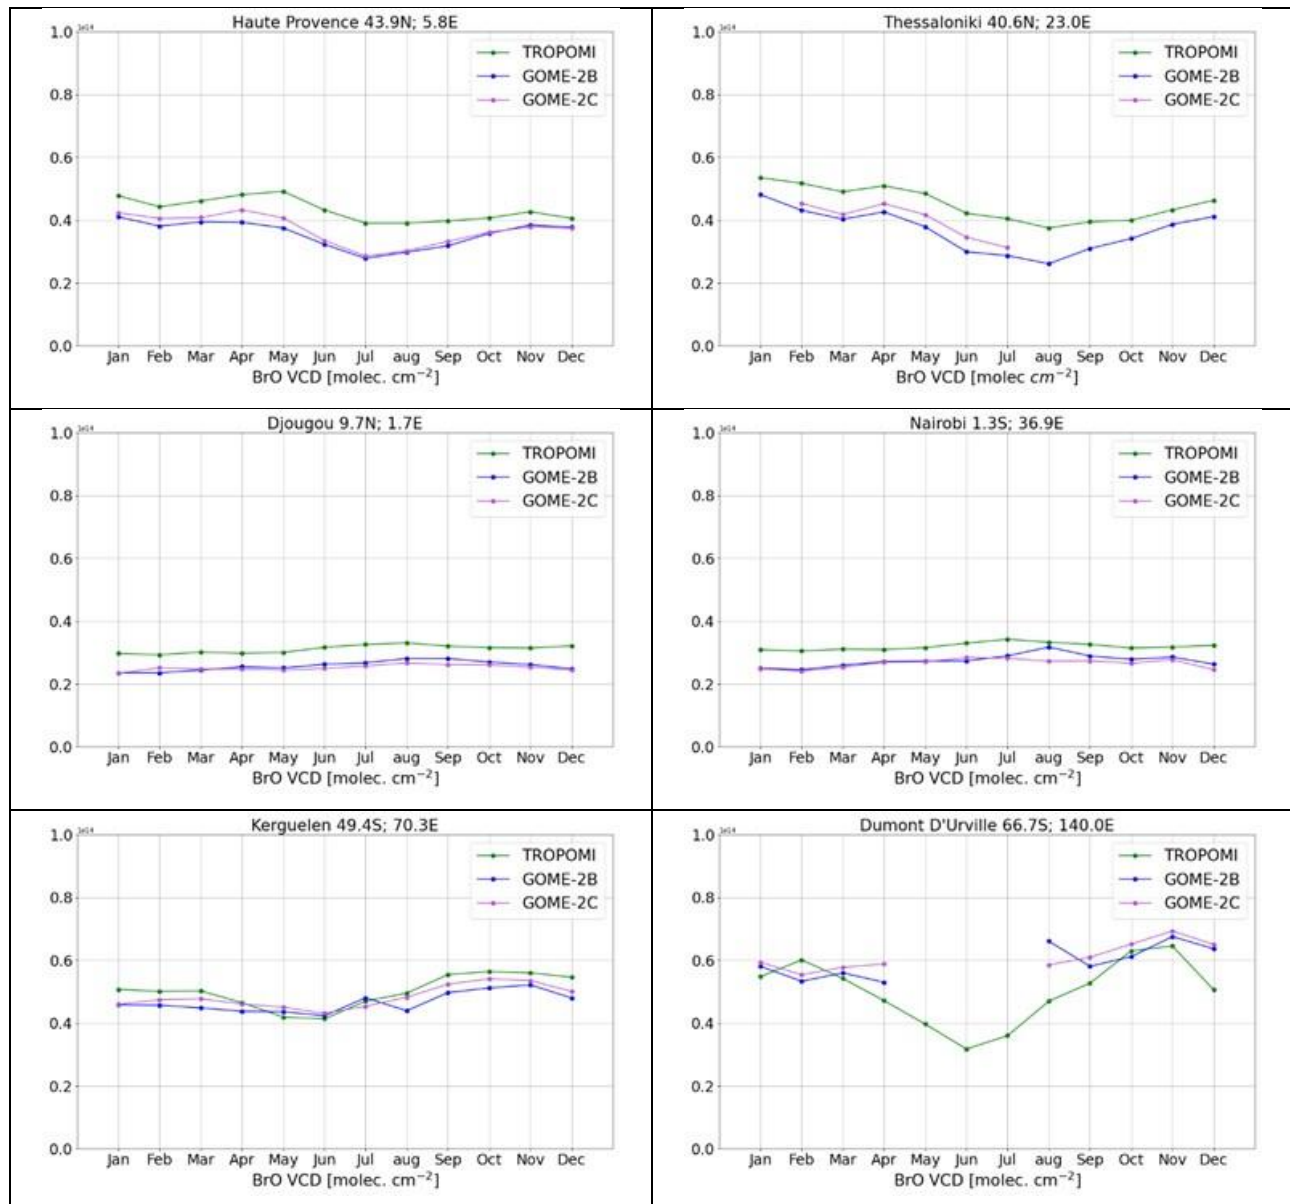 Haute Provence 43.9N; 5.8E
1e14
1.0
0.8
0.6
0.4
0.2
0.0
TROPOMI
GOME-2B
GOME-2C
Jan Feb Mar Apr May Jun Jul aug Sep Oct Nov Dec
BrO VCD [molec. cm⁻²]
Thessaloniki 40.6N; 23.0E
1e14
1.0
0.8
0.6
0.4
0.2
0.0
TROPOMI
GOME-2B
GOME-2C
Jan Feb Mar Apr May Jun Jul aug Sep Oct Nov Dec
BrO VCD [molec cm⁻²]
Djougou 9.7N; 1.7E
1e14
1.0
0.8
0.6
0.4
0.2
0.0
TROPOMI
GOME-2B
GOME-2C
Jan Feb Mar Apr May Jun Jul aug Sep Oct Nov Dec
BrO VCD [molec. cm⁻²]
Nairobi 1.3S; 36.9E
1e14
1.0
0.8
0.6
0.4
0.2
0.0
TROPOMI
GOME-2B
GOME-2C
Jan Feb Mar Apr May Jun Jul aug Sep Oct Nov Dec
BrO VCD [molec. cm⁻²]
Kerguelen 49.4S; 70.3E
1e14
1.0
0.8
0.6
0.4
0.2
0.0
TROPOMI
GOME-2B
GOME-2C
Jan Feb Mar Apr May Jun Jul aug Sep Oct Nov Dec
BrO VCD [molec. cm⁻²]
Dumont D'Urville 66.7S; 140.0E
1e14
1.0
0.8
0.6
0.4
0.2
0.0
TROPOMI
GOME-2B
GOME-2C
Jan Feb Mar Apr May Jun Jul aug Sep Oct Nov Dec
BrO VCD [molec. cm⁻²]